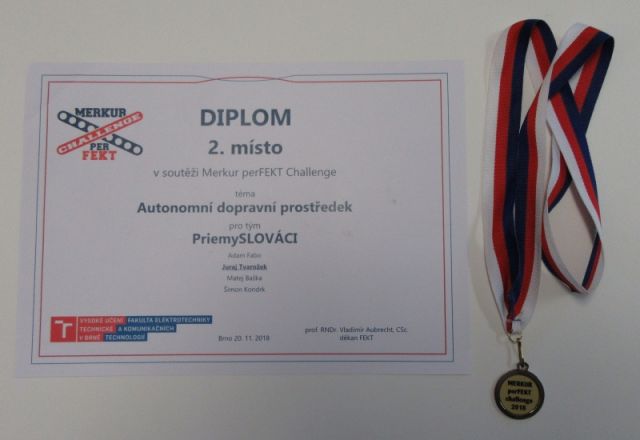 MERKUR
CHALLENGE
PER
FEKT
DIPLOM
2. místo
v soutěži Merkur perFEKT Challenge
téma
Autonomní dopravní prostředek
pro tým
PriemySLOVÁCI
Adam Fabo
Juraj Tvarožek
Matej Baška
Šimon Kondrk
VYSOKÉ UČENÍ FAKULTA ELEKTROTECHNIKY
TECHNICKÉ A KOMUNIKAČNÍCH
V BRNĚ TECHNOLOGIÍ
Brno 20. 11. 2018
prof. RNDr. Vladimír Aubrecht, CSc.
děkan FEKT
MERKUR
perFEKT
challenge
2018